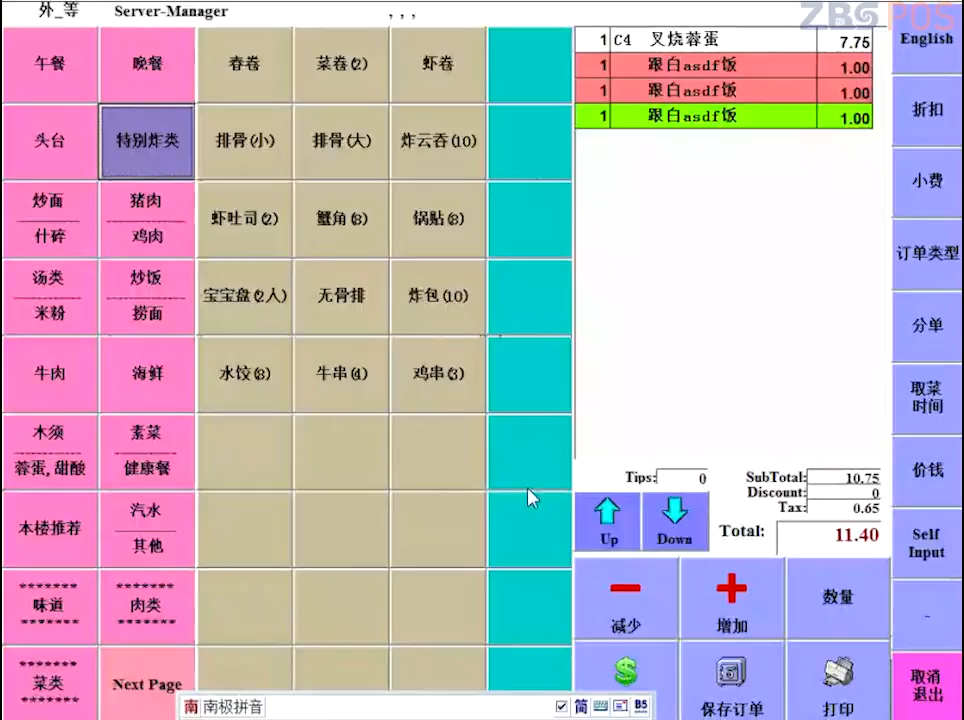 外_等 Server-Manager , , ,
ZBS POS
English
午餐
晚餐
春卷
菜卷(2)
虾卷
1 C4 叉烧蓉蛋 7.75
1 跟白asdf饭 1.00
1 跟白asdf饭 1.00
1 跟白asdf饭 1.00
折扣
头台
特别炸类
排骨(小)
排骨(大)
炸云吞(10)
小费
炒面
什碎
猪肉
鸡肉
虾吐司(2)
蟹角(8)
锅贴(8)
订单类型
汤类
米粉
炒饭
捞面
宝宝盘(2人)
无骨排
炸包(10)
分单
牛肉
海鲜
水饺(8)
牛串(4)
鸡串(3)
取菜
时间
木须
蓉蛋, 甜酸
素菜
健康餐
价钱
Tips: 0
SubTotal: 10.75
Discount: 0
Tax: 0.65
Total: 11.40
Up
Down
本楼推荐
汽水
其他
Self
Input
*******
味道
*******
*******
肉类
*******
减少
增加
数量
-
*******
菜类
*******
Next Page
保存订单
打印
取消
退出
南 南极拼音
简
B5